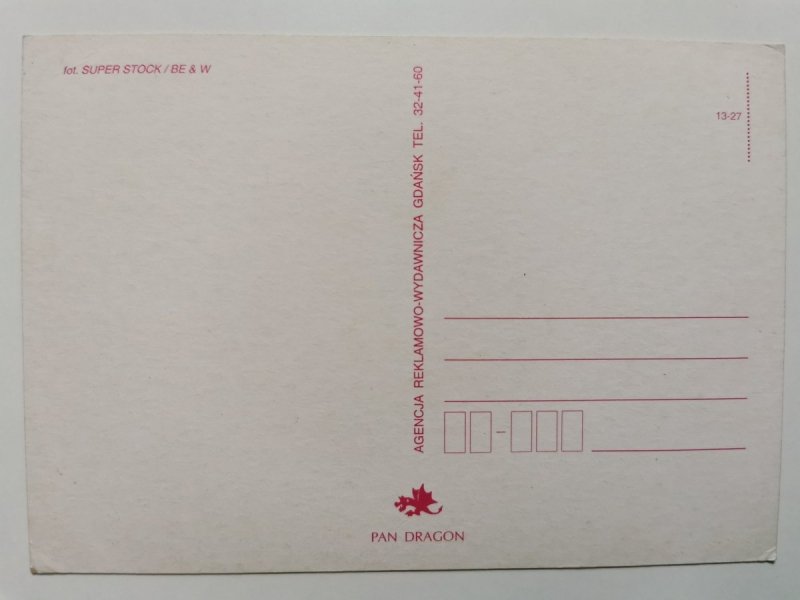 fot. SUPER STOCK / BE & W
AGENCJA REKLAMOWO-WYDAWNICZA GDAŃSK TEL. 32-41-60
13-27
PAN DRAGON